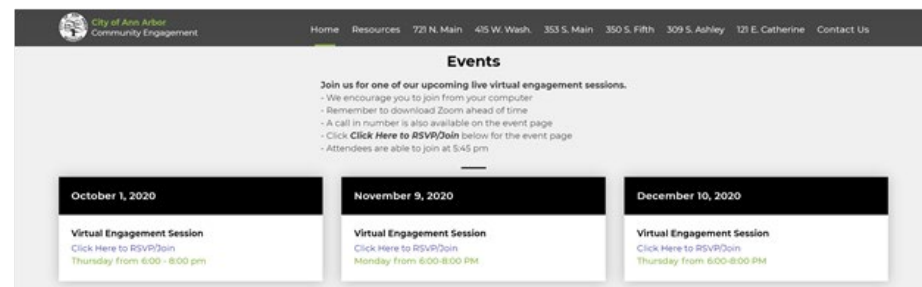 City of Ann Arbor
Community Engagement
Home Resources 721 N. Main 415 W. Wash. 353 S. Main 350 S. Fifth 309 S. Ashley 121 E. Catherine Contact Us
Events
Join us for one of our upcoming live virtual engagement sessions.
- We encourage you to join from your computer
- Remember to download Zoom ahead of time
- A call in number is also available on the event page
- Click Click Here to RSVP/Join below for the event page
- Attendees are able to join at 5:45 pm
October 1, 2020
Virtual Engagement Session
Click Here to RSVP/Join
Thursday from 6:00 - 8:00 pm
November 9, 2020
Virtual Engagement Session
Click Here to RSVP/Join
Monday from 6:00-8:00 PM
December 10, 2020
Virtual Engagement Session
Click Here to RSVP/Join
Thursday from 6:00-8:00 PM